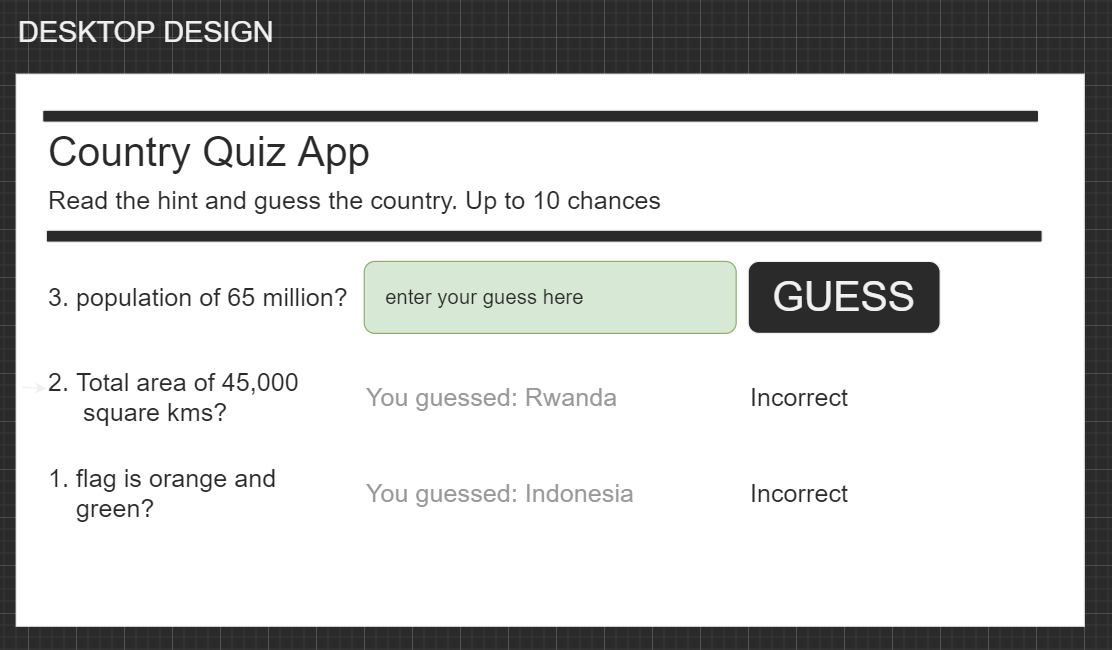 DESKTOP DESIGN
Country Quiz App
Read the hint and guess the country. Up to 10 chances
3. population of 65 million?
enter your guess here
GUESS
2. Total area of 45,000
square kms?
You guessed: Rwanda
Incorrect
1. flag is orange and
green?
You guessed: Indonesia
Incorrect